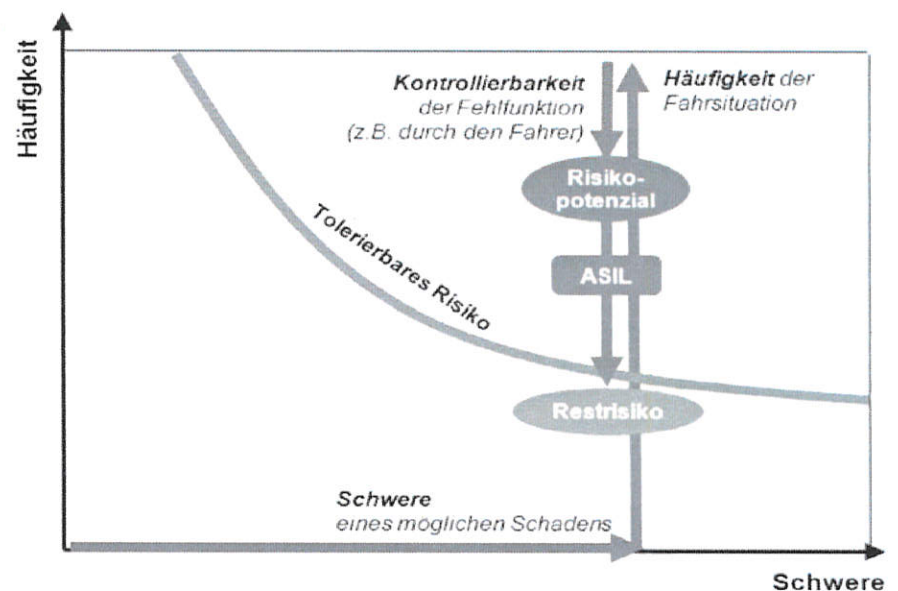 Häufigkeit
Kontrollierbarkeit
der Fehlfunktion
(z.B. durch den Fahrer)
Häufigkeit der
Fahrsituation
Risiko-
potenzial
Tolerierbares Risiko
ASIL
Restrisiko
Schwere
eines möglichen Schadens
Schwere